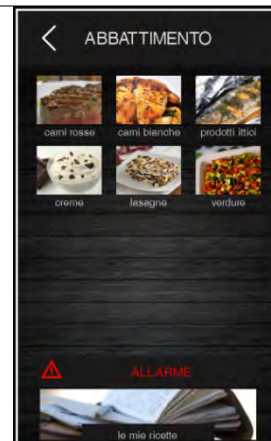 ABBATTIMENTO
carni rosse carni bianche prodotti ittici
creme lasagne verdure
ALLARME
le mie ricette